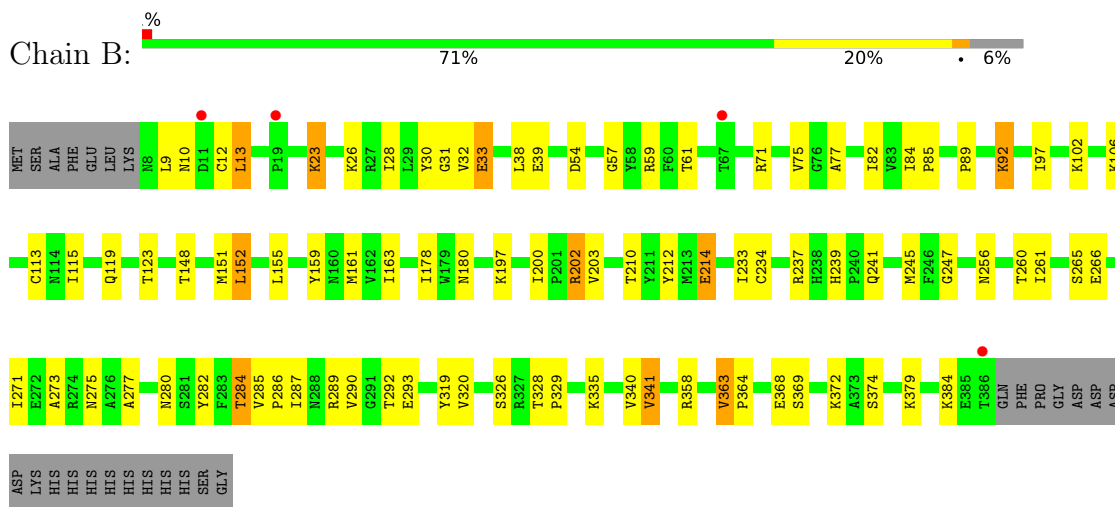 %
Chain B:
71% 20% • 6%
MET SER ALA PHE GLU LEU LYS N8 L9 N10 D11 C12 L13 P19 K23 K26 R27 I28 L29 Y30 G31 V32 E33 L38 E39 D54 G57 Y58 R59 F60 T61 T67 R71 V75 G76 A77 I82 V83 I84 P85 P89 K92 I97 K102 K106
C113 N114 I115 Q119 T123 T148 M151 L152 L155 Y159 N160 M161 V162 I163 I178 W179 N180 K197 I200 P201 R202 V203 T210 Y211 Y212 M213 E214 I233 C234 R237 H238 H239 P240 Q241 M245 F246 G247 N256 T260 I261 S265 E266
I271 E272 A273 R274 N275 A276 A277 N280 S281 Y282 F283 T284 V285 P286 I287 N288 R289 V290 G291 T292 E293 Y319 V320 S326 R327 T328 P329 K335 V340 V341 R358 V363 P364 E368 S369 K372 A373 S374 K379 K384 E385 T386 GLN PHE PRO GLY ASP ASP ASP
ASP LYS HIS HIS HIS HIS HIS HIS HIS SER GLY